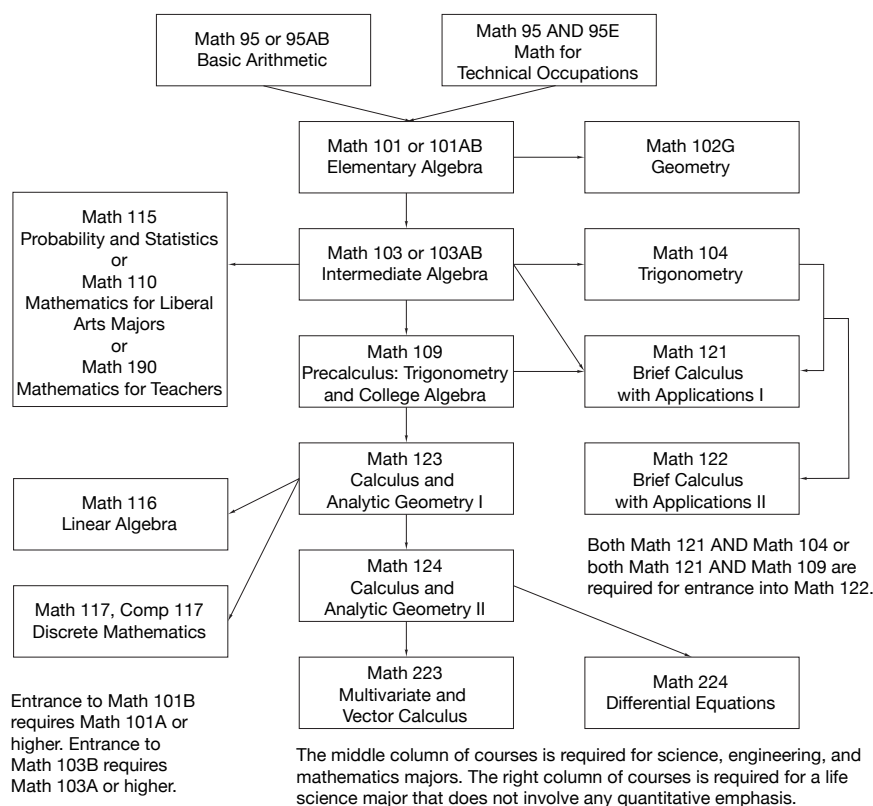 Math 95 or 95AB
Basic Arithmetic
Math 95 AND 95E
Math for
Technical Occupations
Math 101 or 101AB
Elementary Algebra
Math 102G
Geometry
Math 115
Probability and Statistics
or
Math 110
Mathematics for Liberal
Arts Majors
or
Math 190
Mathematics for Teachers
Math 103 or 103AB
Intermediate Algebra
Math 104
Trigonometry
Math 109
Precalculus: Trigonometry
and College Algebra
Math 121
Brief Calculus
with Applications I
Math 123
Calculus and
Analytic Geometry I
Math 122
Brief Calculus
with Applications II
Math 116
Linear Algebra
Both Math 121 AND Math 104 or
both Math 121 AND Math 109 are
required for entrance into Math 122.
Math 124
Calculus and
Analytic Geometry II
Math 117, Comp 117
Discrete Mathematics
Math 223
Multivariate and
Vector Calculus
Math 224
Differential Equations
Entrance to Math 101B
requires Math 101A or
higher. Entrance to
Math 103B requires
Math 103A or higher.
The middle column of courses is required for science, engineering, and
mathematics majors. The right column of courses is required for a life
science major that does not involve any quantitative emphasis.